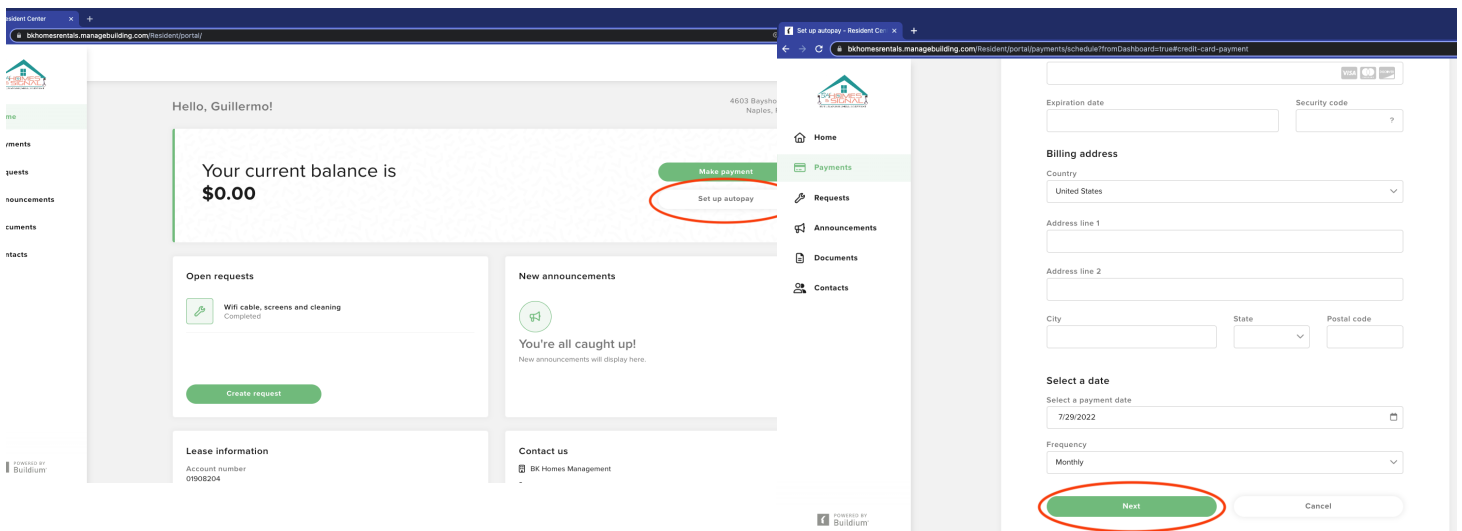 esident Center × +
bkhomesrentals.managebuilding.com/Resident/portal/
Hello, Guillermo!
4603 Baysho
Naples,
me
yments
quests
nouncements
cuments
ntacts
Your current balance is
$0.00
Make payment
Set up autopay
Open requests
Wifi cable, screens and cleaning
Completed
Create request
New announcements
You're all caught up!
New announcements will display here.
Lease information
Account number
01908204
Contact us
BK Homes Management
POWERED BY
Buildium
Set up autopay - Resident Cen × +
bkhomesrentals.managebuilding.com/Resident/portal/payments/schedule?fromDashboard=true#credit-card-payment
Home
Payments
Requests
Announcements
Documents
Contacts
POWERED BY
Buildium
VISA
Expiration date
Security code
?
Billing address
Country
United States
Address line 1
Address line 2
City
State
Postal code
Select a date
Select a payment date
7/29/2022
Frequency
Monthly
Next
Cancel